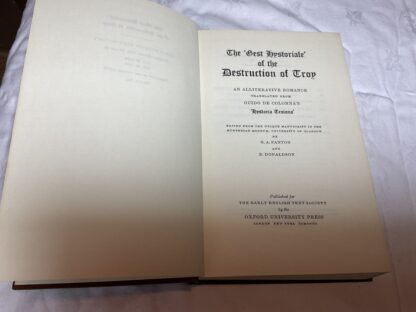 The 'Gest Hystoriale'
of the
Destruction of Troy
AN ALLITERATIVE ROMANCE
TRANSLATED FROM
GUIDO DE COLONNA'S
'Hystoria Troiana'
EDITED FROM THE UNIQUE MANUSCRIPT IN THE
HUNTERIAN MUSEUM, UNIVERSITY OF GLASGOW
BY
G. A. PANTON
AND
D. DONALDSON
Published for
THE EARLY ENGLISH TEXT SOCIETY
by the
OXFORD UNIVERSITY PRESS
LONDON NEW YORK TORONTO